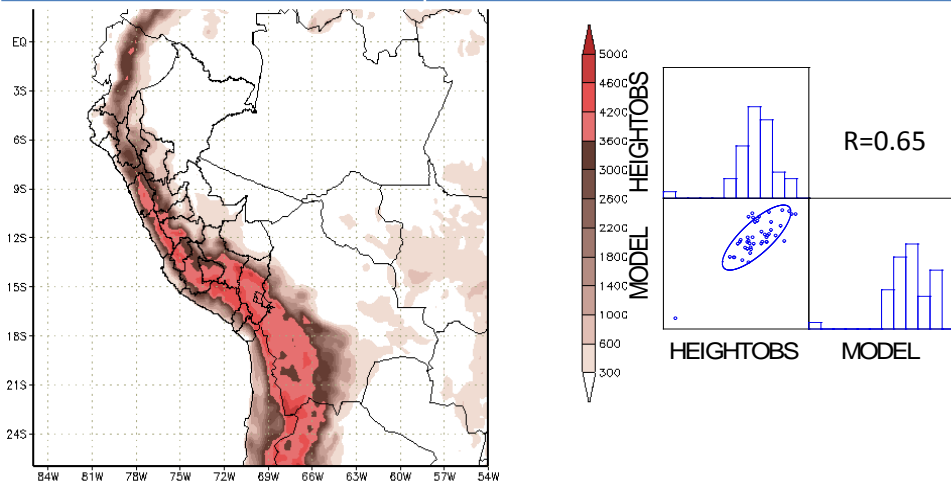 EQ
3S
6S
9S
12S
15S
18S
21S
24S
84W 81W 78W 75W 72W 69W 66W 63W 60W 57W 54W
5000
4600
4200
3600
3000
2600
2200
1800
1400
1000
600
300
HEIGHTOBS
MODEL
R=0.65
HEIGHTOBS MODEL